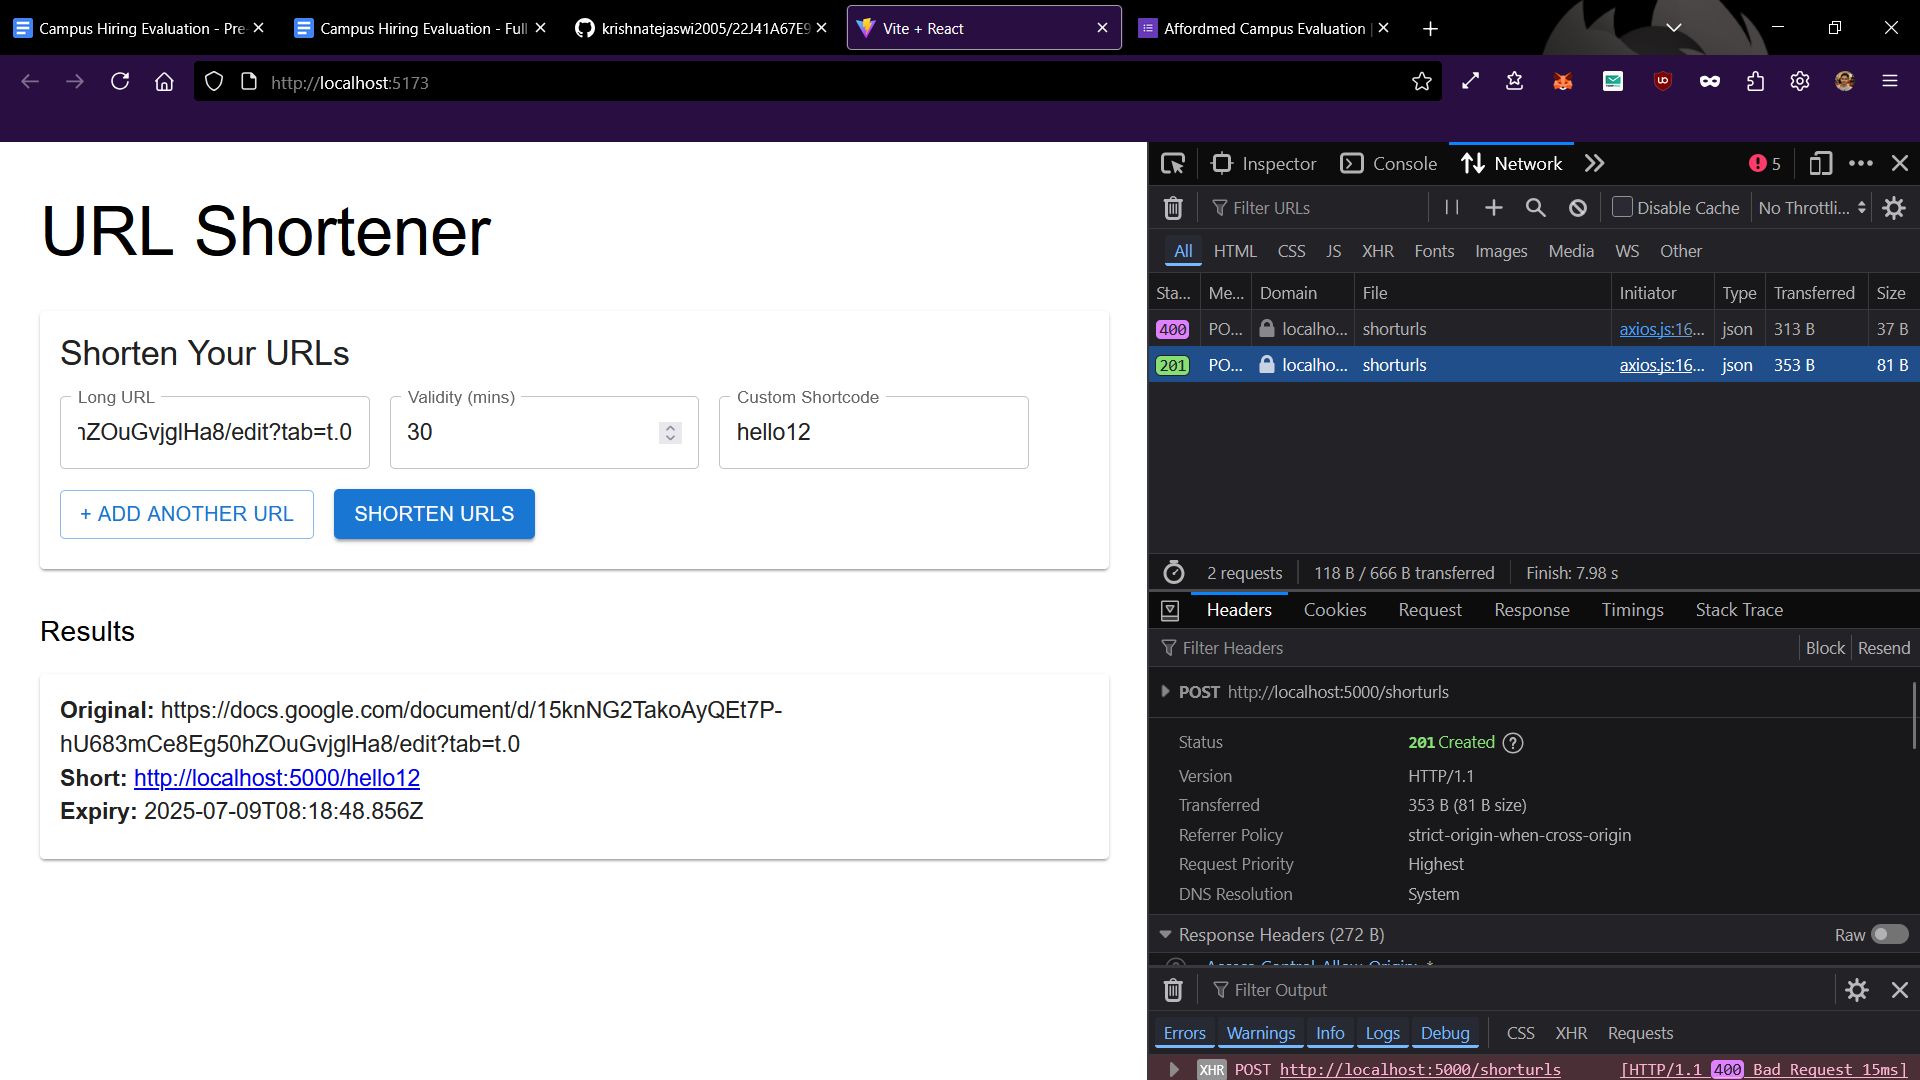 Campus Hiring Evaluation - Pre-
Campus Hiring Evaluation - Full
krishnatejaswi2005/22J41A67E9
Vite + React
Affordmed Campus Evaluation |
http://localhost:5173
URL Shortener
Shorten Your URLs
Long URL
Validity (mins)
Custom Shortcode
nZOuGvjglHa8/edit?tab=t.0
30
hello12
+ ADD ANOTHER URL
SHORTEN URLS
Results
Original: https://docs.google.com/document/d/15knNG2TakoAyQEt7P-
hU683mCe8Eg50hZOuGvjglHa8/edit?tab=t.0
Short: http://localhost:5000/hello12
Expiry: 2025-07-09T08:18:48.856Z
Inspector Console Network 5
Filter URLs Disable Cache No Throttli...
All HTML CSS JS XHR Fonts Images Media WS Other
Sta... Me... Domain File Initiator Type Transferred Size
400 PO... localho... shorturls axios.js:16... json 313 B 37 B
201 PO... localho... shorturls axios.js:16... json 353 B 81 B
2 requests 118 B / 666 B transferred Finish: 7.98 s
Headers Cookies Request Response Timings Stack Trace
Filter Headers Block Resend
POST http://localhost:5000/shorturls
Status 201 Created ?
Version HTTP/1.1
Transferred 353 B (81 B size)
Referrer Policy strict-origin-when-cross-origin
Request Priority Highest
DNS Resolution System
Response Headers (272 B) Raw
Access-Control-Allow-Origin: *
Filter Output
Errors Warnings Info Logs Debug CSS XHR Requests
XHR POST http://localhost:5000/shorturls [HTTP/1.1 400 Bad Request 15ms]